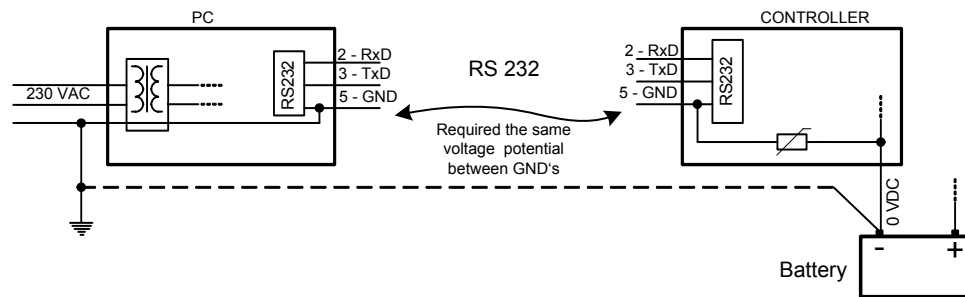 PC
CONTROLLER
2 - RxD
3 - TxD
5 - GND
RS232
230 VAC
RS 232
Required the same
voltage potential
between GND‘s
2 - RxD
3 - TxD
5 - GND
RS232
0 VDC
- +
Battery